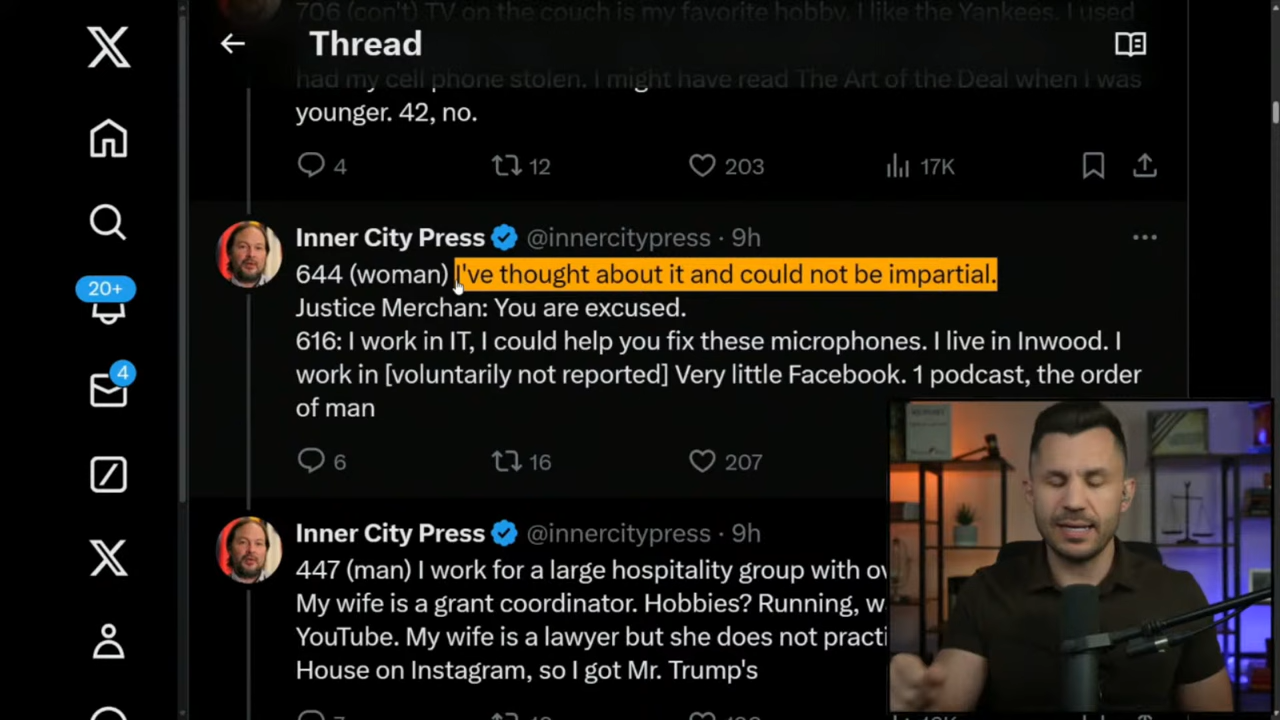 706 (con't) TV on the couch is my favorite hobby. I like the Yankees. I used
Thread
had my cell phone stolen. I might have read The Art of the Deal when I was
younger. 42, no.
4 12 203 17K
Inner City Press @innercitypress · 9h
644 (woman) I've thought about it and could not be impartial.
Justice Merchan: You are excused.
616: I work in IT, I could help you fix these microphones. I live in Inwood. I
work in [voluntarily not reported] Very little Facebook. 1 podcast, the order
of man
6 16 207
Inner City Press @innercitypress · 9h
447 (man) I work for a large hospitality group with ov
My wife is a grant coordinator. Hobbies? Running, w
YouTube. My wife is a lawyer but she does not practi
House on Instagram, so I got Mr. Trump's
20+
4